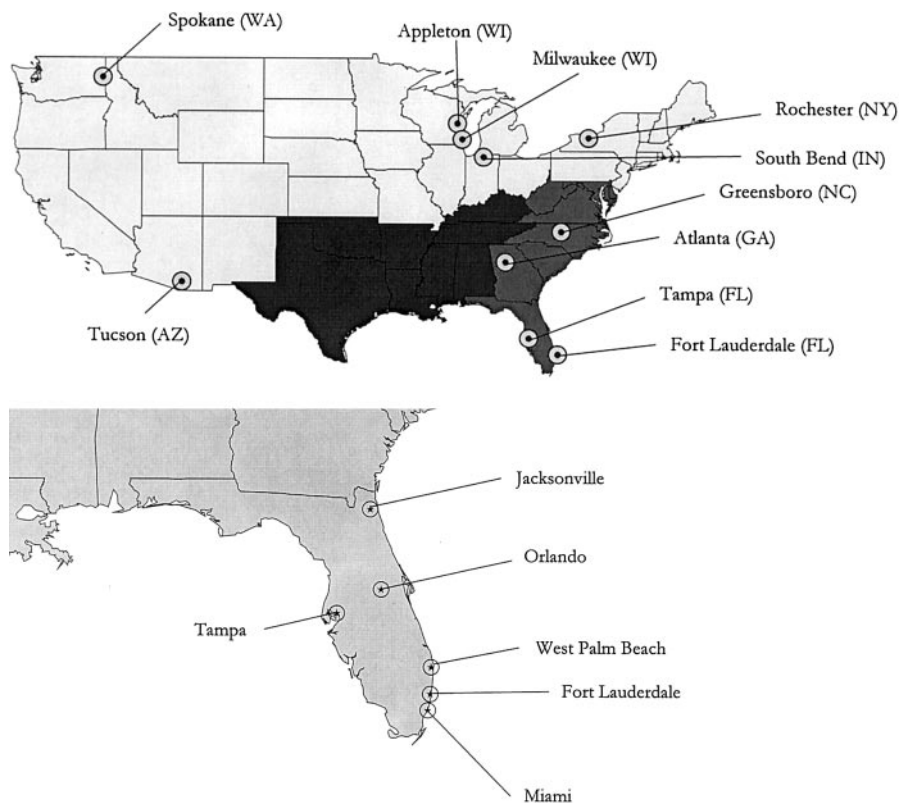 Spokane (WA)
Appleton (WI)
Milwaukee (WI)
Rochester (NY)
South Bend (IN)
Greensboro (NC)
Atlanta (GA)
Tampa (FL)
Tucson (AZ)
Fort Lauderdale (FL)
Jacksonville
Orlando
Tampa
West Palm Beach
Fort Lauderdale
Miami